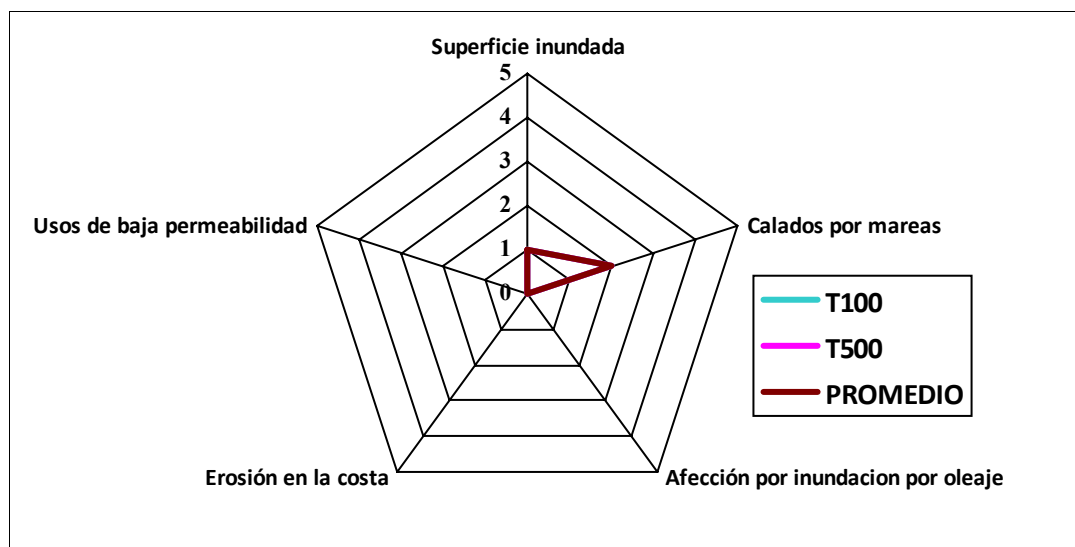 Superficie inundada
5
4
3
2
1
0
Usos de baja permeabilidad
Calados por mareas
T100
T500
PROMEDIO
Erosión en la costa
Afección por inundacion por oleaje